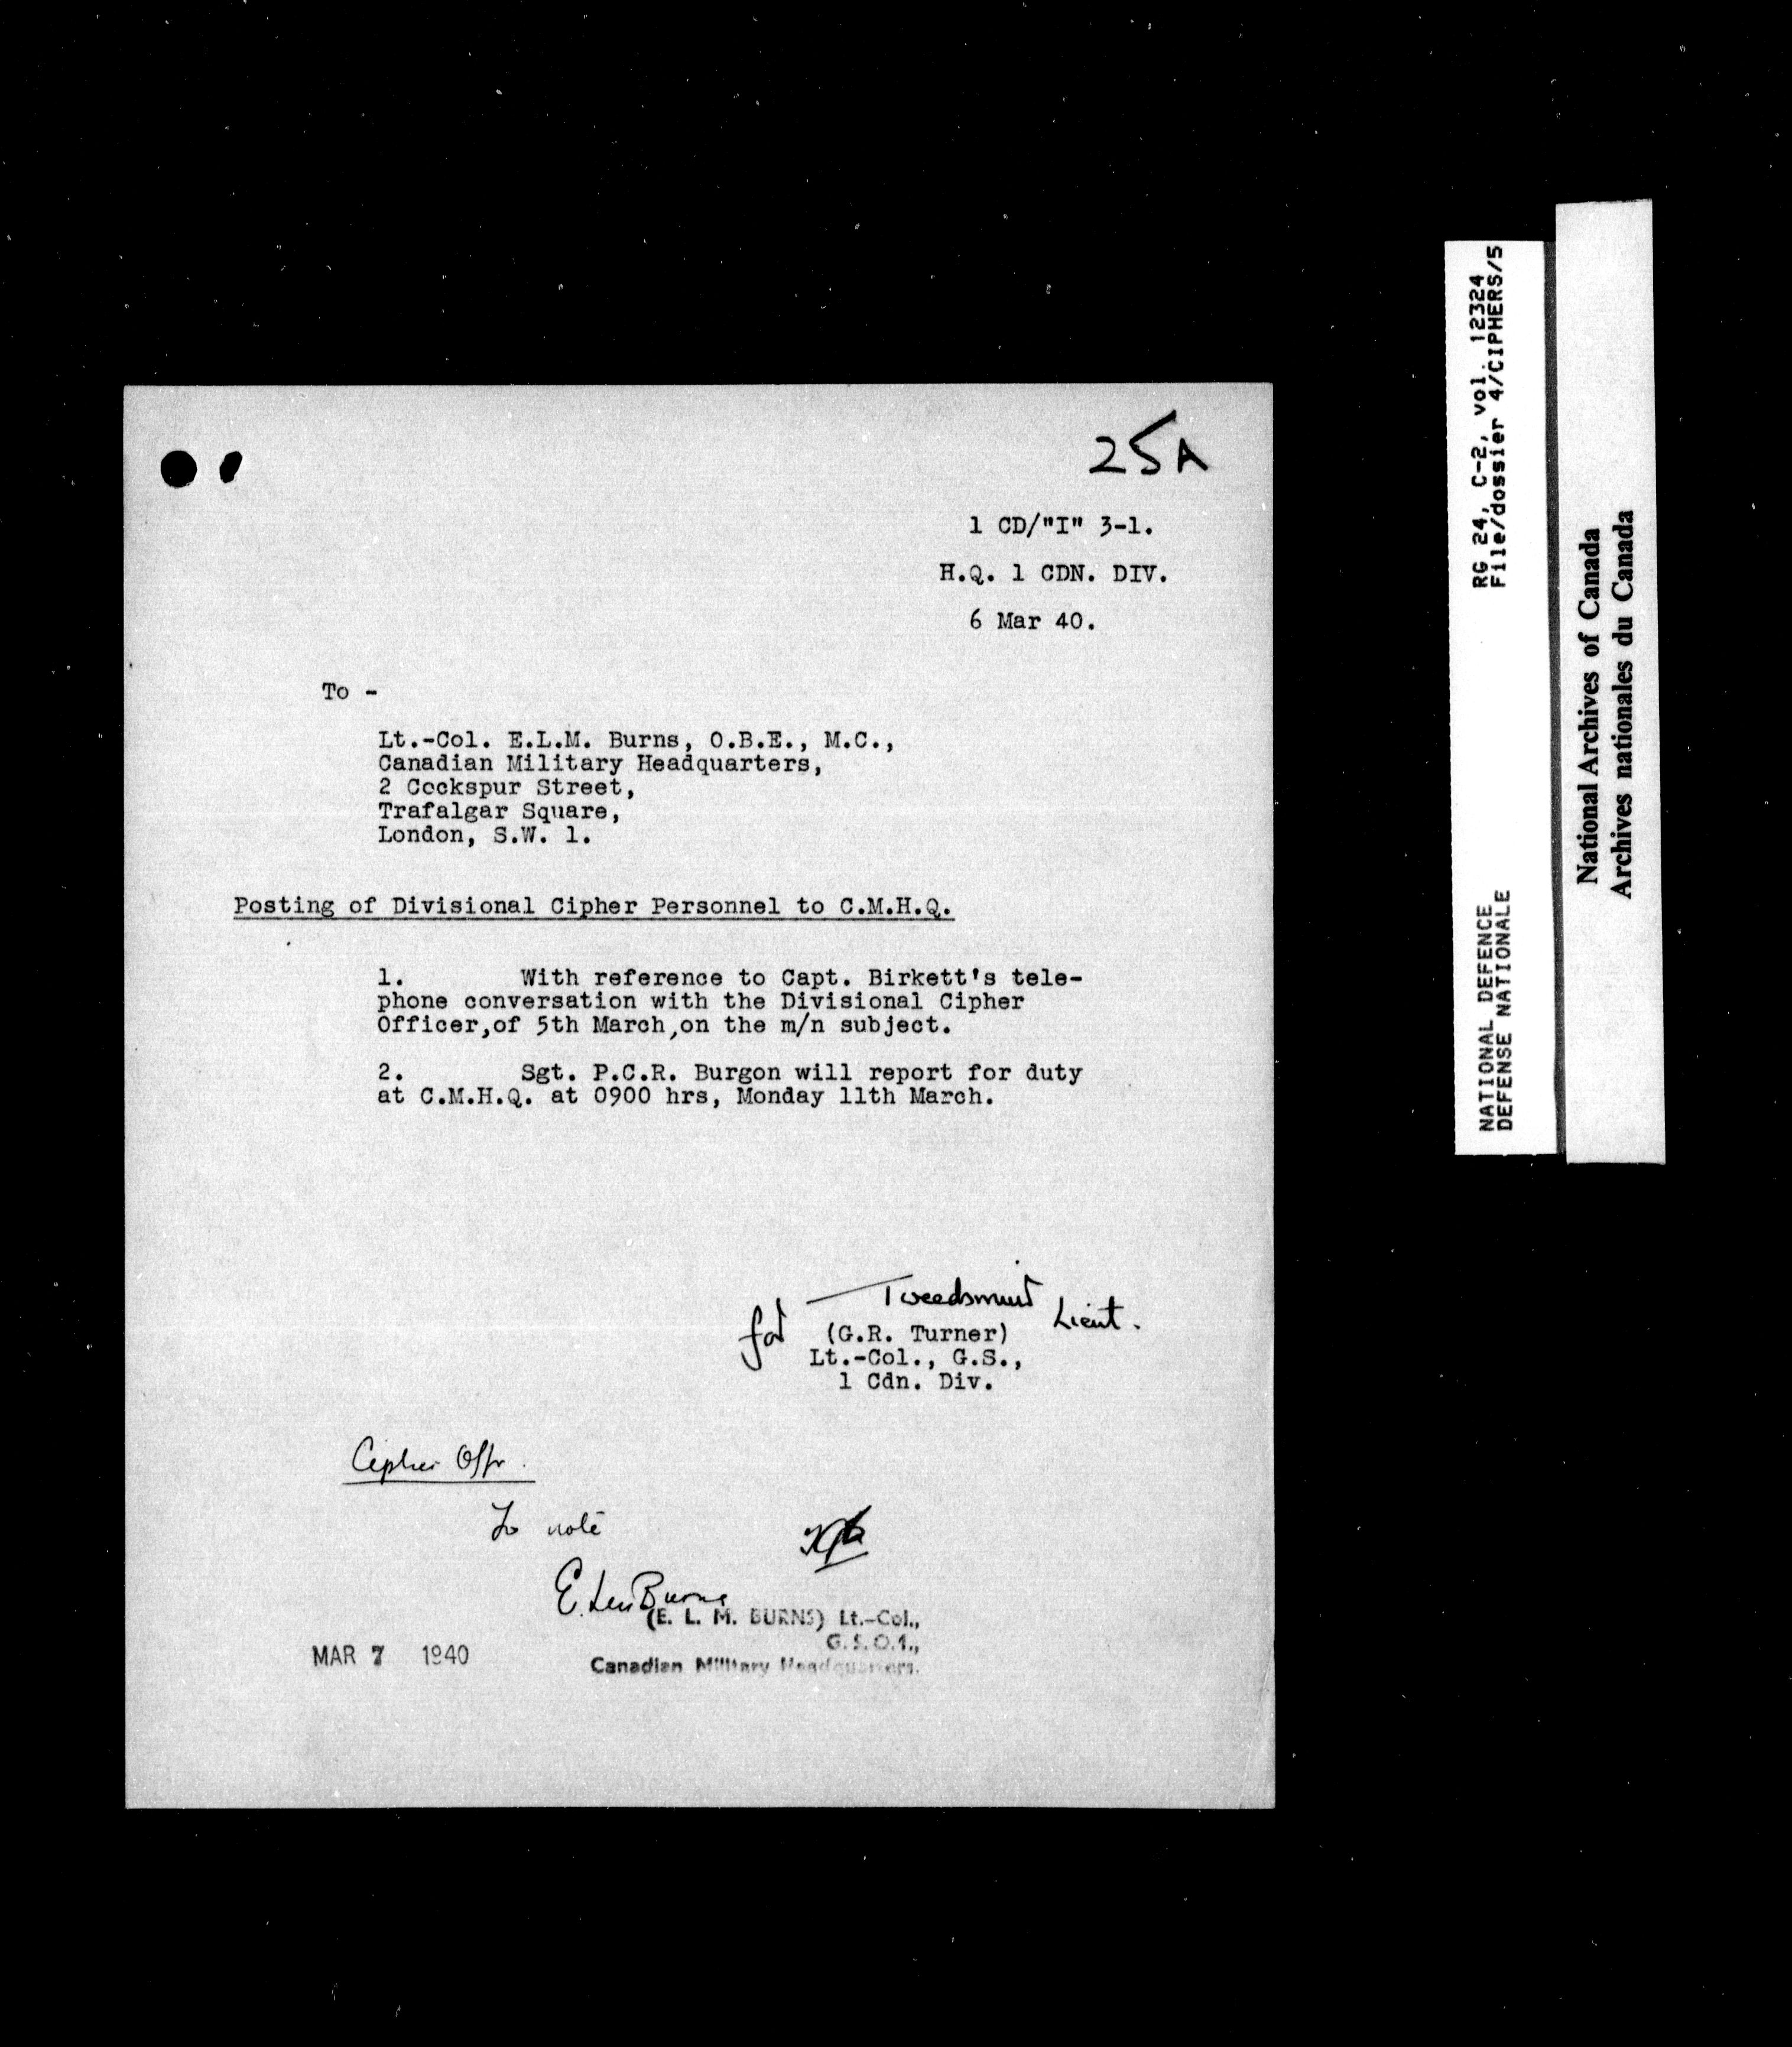 25A
1 CD/"I" 3-1.
H.Q. 1 CDN. DIV.
6 Mar 40.
To -
Lt.-Col. E.L.M. Burns, O.B.E., M.C.,
Canadian Military Headquarters,
2 Cockspur Street,
Trafalgar Square,
London, S.W. 1.
Posting of Divisional Cipher Personnel to C.M.H.Q.
1. With reference to Capt. Birkett's tele-
phone conversation with the Divisional Cipher
Officer,of 5th March,on the m/n subject.
2. Sgt. P.C.R. Burgon will report for duty
at C.M.H.Q. at 0900 hrs, Monday 11th March.
Tweedsmuir Lieut.
for (G.R. Turner)
Lt.-Col., G.S.,
1 Cdn. Div.
Cipher Offr.
To note
E.L.M. Burns
(E. L. M. BURNS) Lt.-Col.,
G.S.O.1.,
MAR 7 1940
Canadian Military Headquarters.
RG 24, C-2, vol. 12324
File/dossier 4/CIPHERS/5
NATIONAL DEFENCE
DEFENSE NATIONALE
National Archives of Canada
Archives nationales du Canada